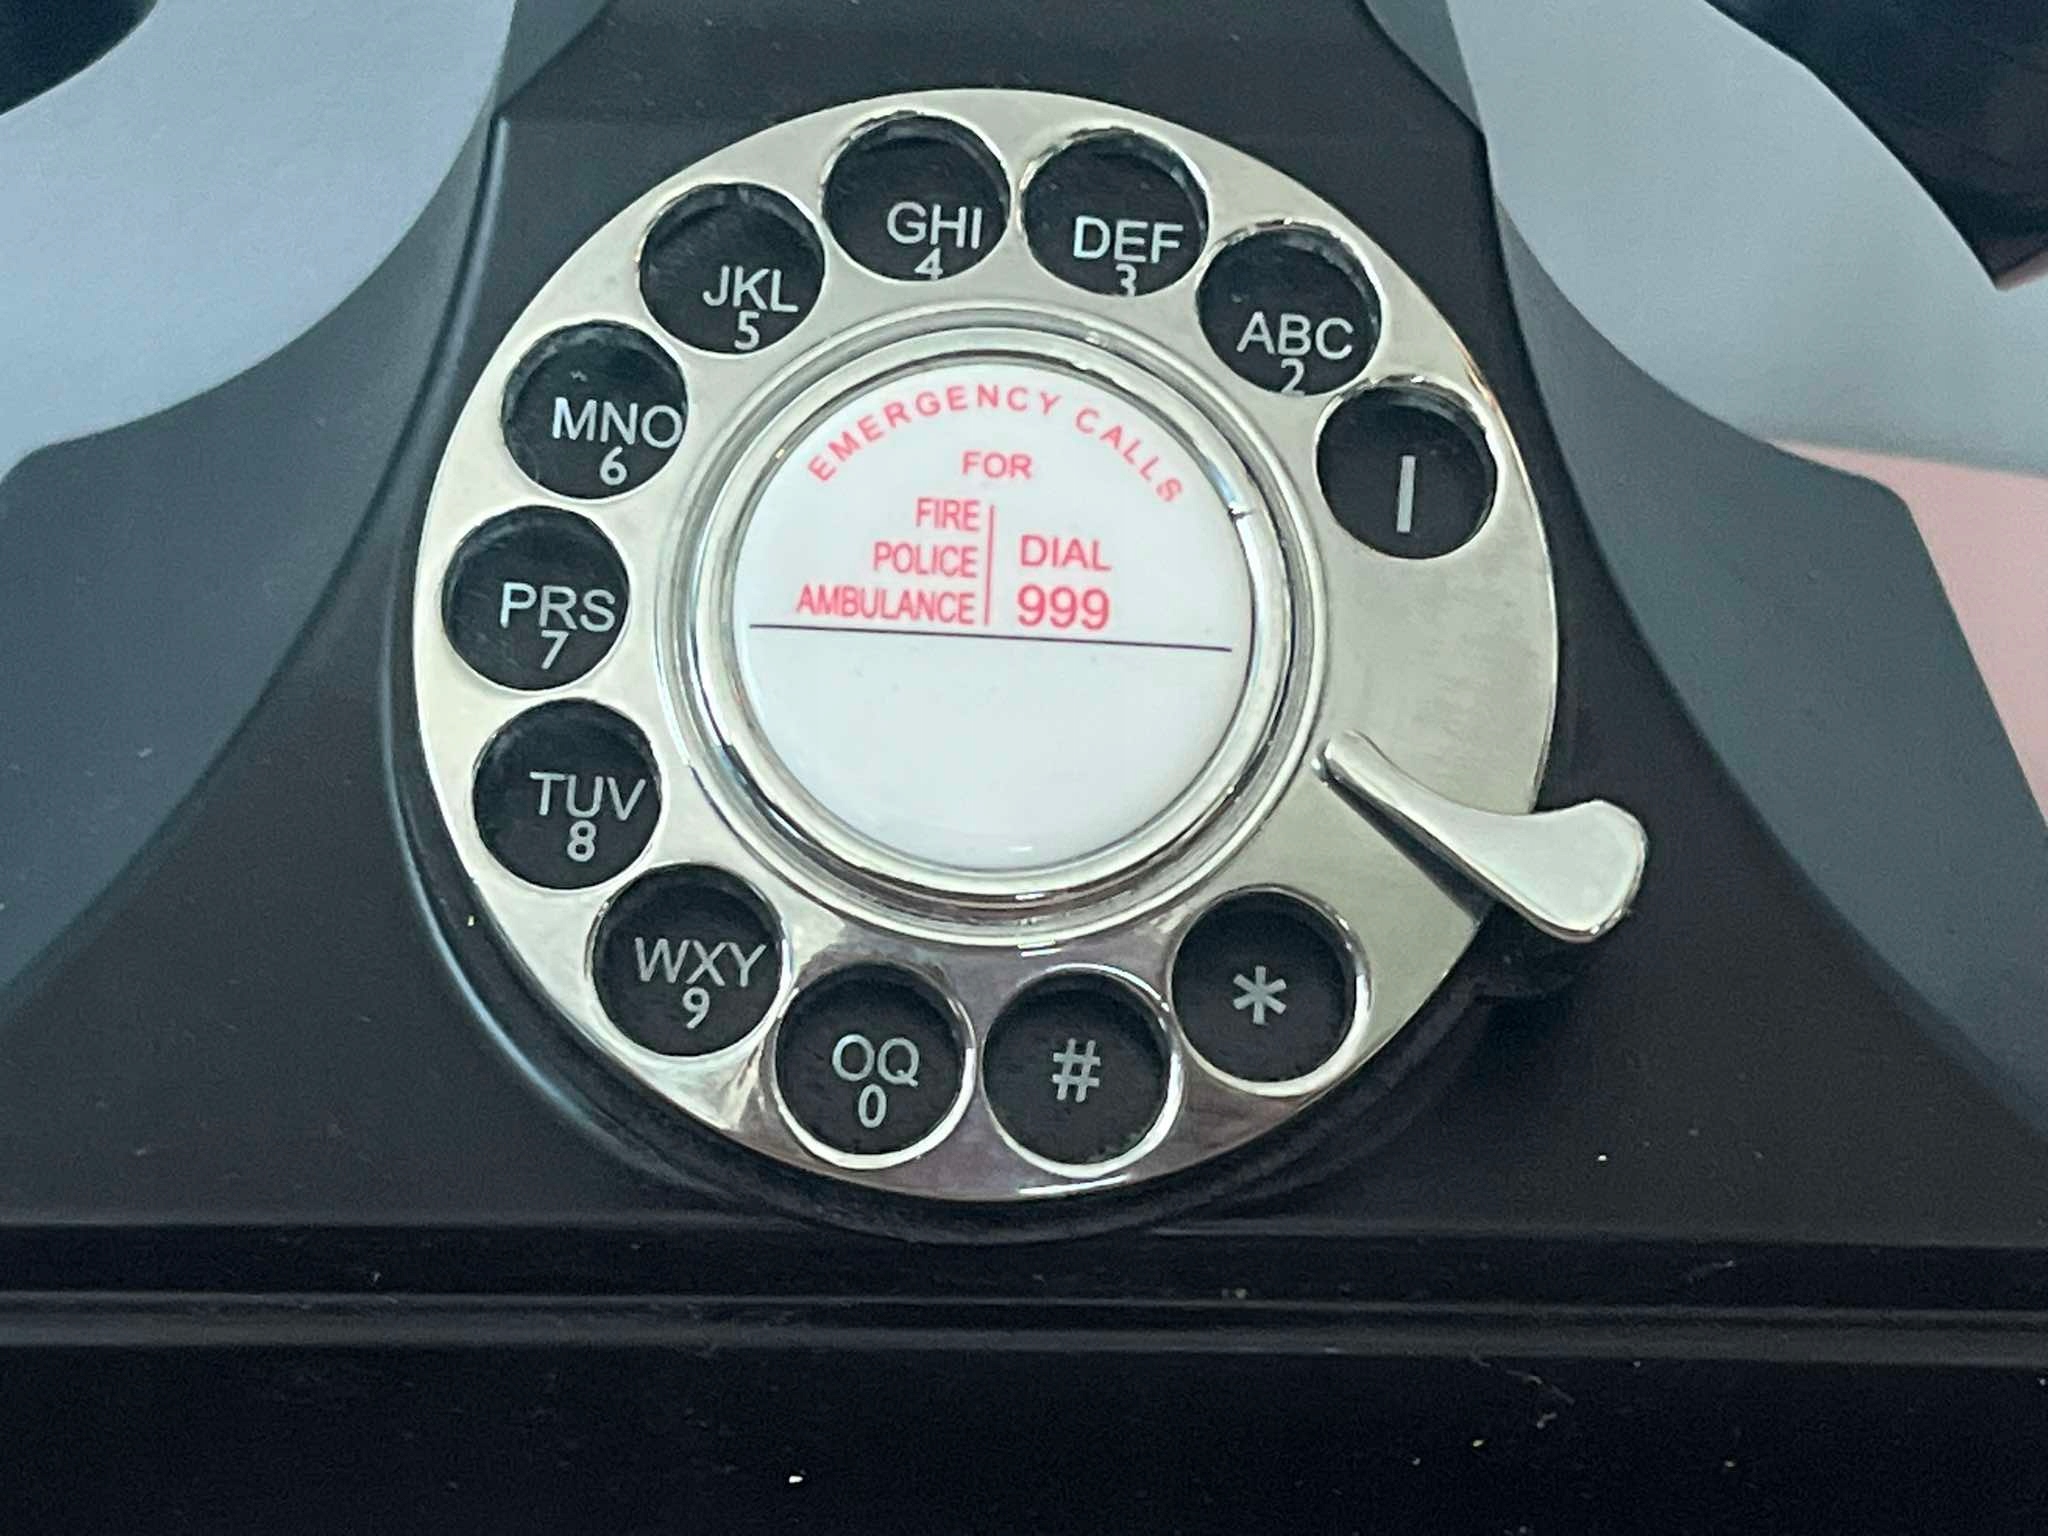 GHI
4
DEF
3
JKL
5
ABC
2
MNO
6
1
PRS
7
TUV
8
WXY
9
OQ
0
#
*
EMERGENCY CALLS
FOR
FIRE
POLICE
AMBULANCE
DIAL
999